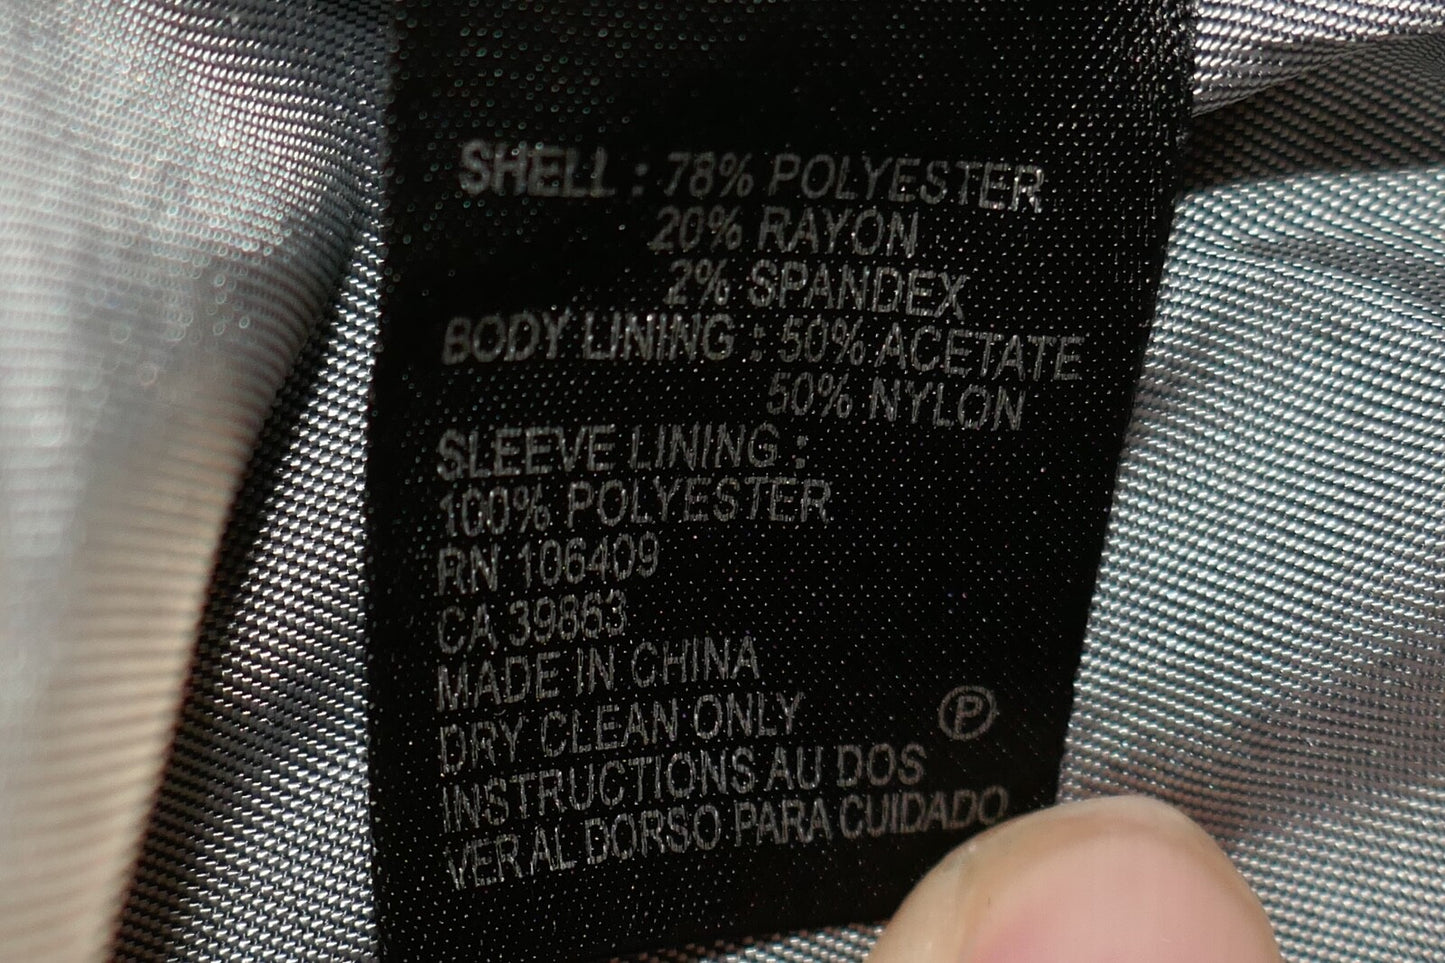 SHELL : 78% POLYESTER
20% RAYON
2% SPANDEX
BODY LINING : 50% ACETATE
50% NYLON
SLEEVE LINING :
100% POLYESTER
RN 106409
CA 39863
MADE IN CHINA
DRY CLEAN ONLY
P
INSTRUCTIONS AU DOS
VER AL DORSO PARA CUIDADO